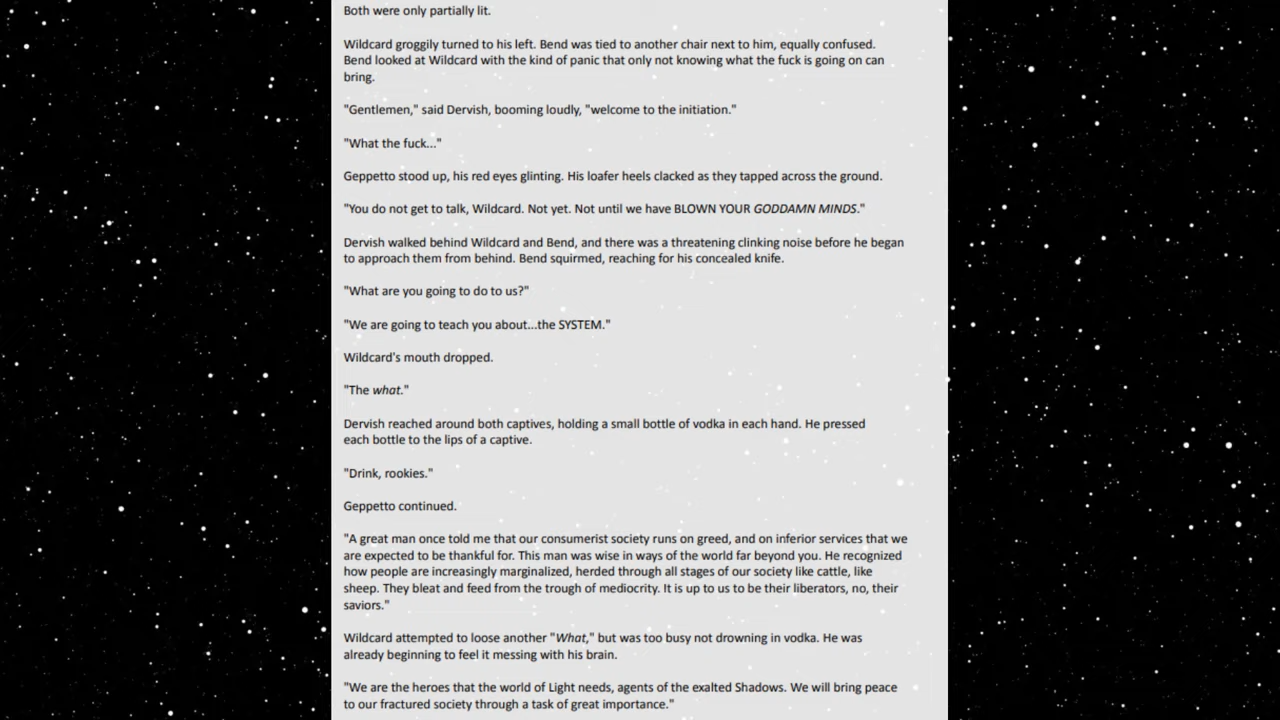 Both were only partially lit.
Wildcard groggily turned to his left. Bend was tied to another chair next to him, equally confused.
Bend looked at Wildcard with the kind of panic that only not knowing what the fuck is going on can
bring.
"Gentlemen," said Dervish, booming loudly, "welcome to the initiation."
"What the fuck..."
Geppetto stood up, his red eyes glinting. His loafer heels clacked as they tapped across the ground.
"You do not get to talk, Wildcard. Not yet. Not until we have BLOWN YOUR GODDAMN MINDS."
Dervish walked behind Wildcard and Bend, and there was a threatening clinking noise before he began
to approach them from behind. Bend squirmed, reaching for his concealed knife.
"What are you going to do to us?"
"We are going to teach you about...the SYSTEM."
Wildcard's mouth dropped.
"The what."
Dervish reached around both captives, holding a small bottle of vodka in each hand. He pressed
each bottle to the lips of a captive.
"Drink, rookies."
Geppetto continued.
"A great man once told me that our consumerist society runs on greed, and on inferior services that we
are expected to be thankful for. This man was wise in ways of the world far beyond you. He recognized
how people are increasingly marginalized, herded through all stages of our society like cattle, like
sheep. They bleat and feed from the trough of mediocrity. It is up to us to be their liberators, no, their
saviors."
Wildcard attempted to loose another "What," but was too busy not drowning in vodka. He was
already beginning to feel it messing with his brain.
"We are the heroes that the world of Light needs, agents of the exalted Shadows. We will bring peace
to our fractured society through a task of great importance."